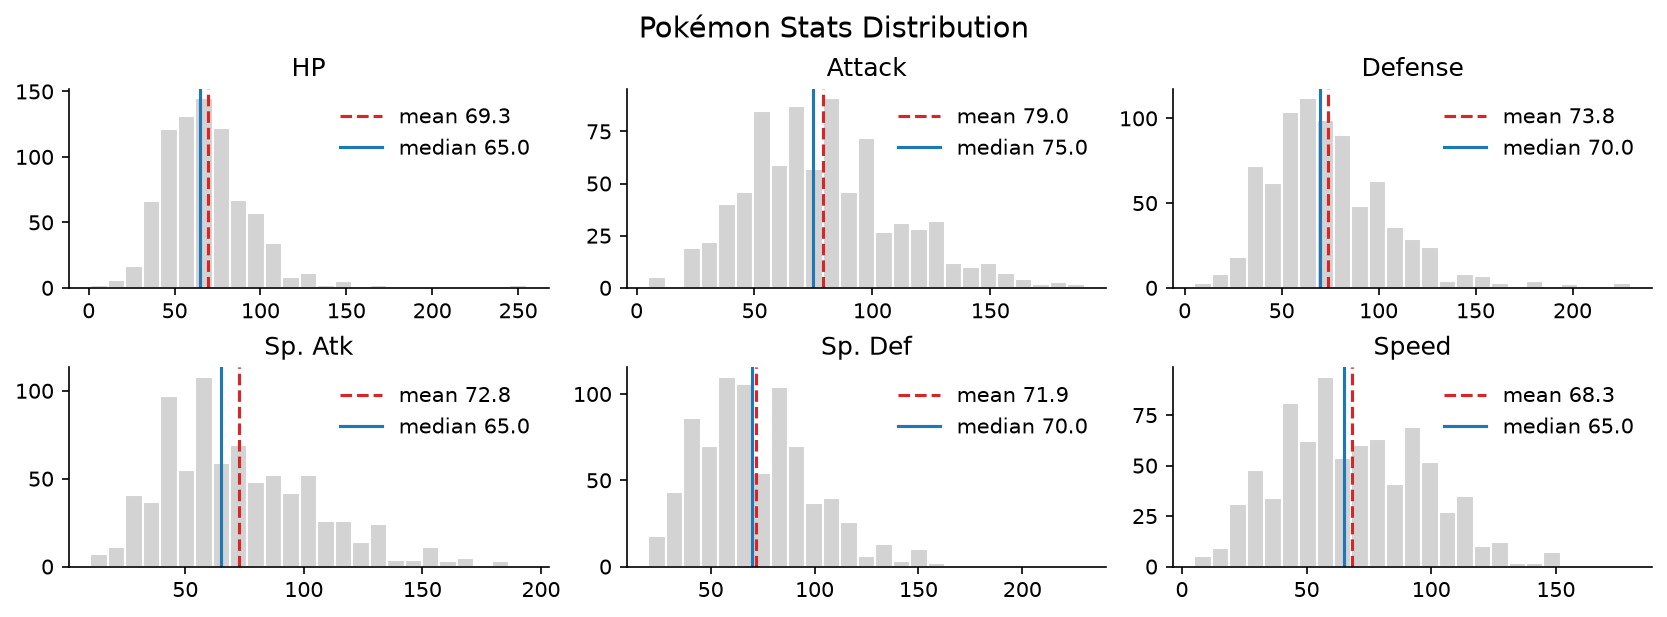 Pokémon Stats Distribution
HP
150
100
50
0
0 50 100 150 200 250
mean 69.3
median 65.0
Attack
75
50
25
0
0 50 100 150
mean 79.0
median 75.0
Defense
100
50
0
0 50 100 150 200
mean 73.8
median 70.0
Sp. Atk
100
50
0
50 100 150 200
mean 72.8
median 65.0
Sp. Def
100
50
0
50 100 150 200
mean 71.9
median 70.0
Speed
75
50
25
0
0 50 100 150
mean 68.3
median 65.0